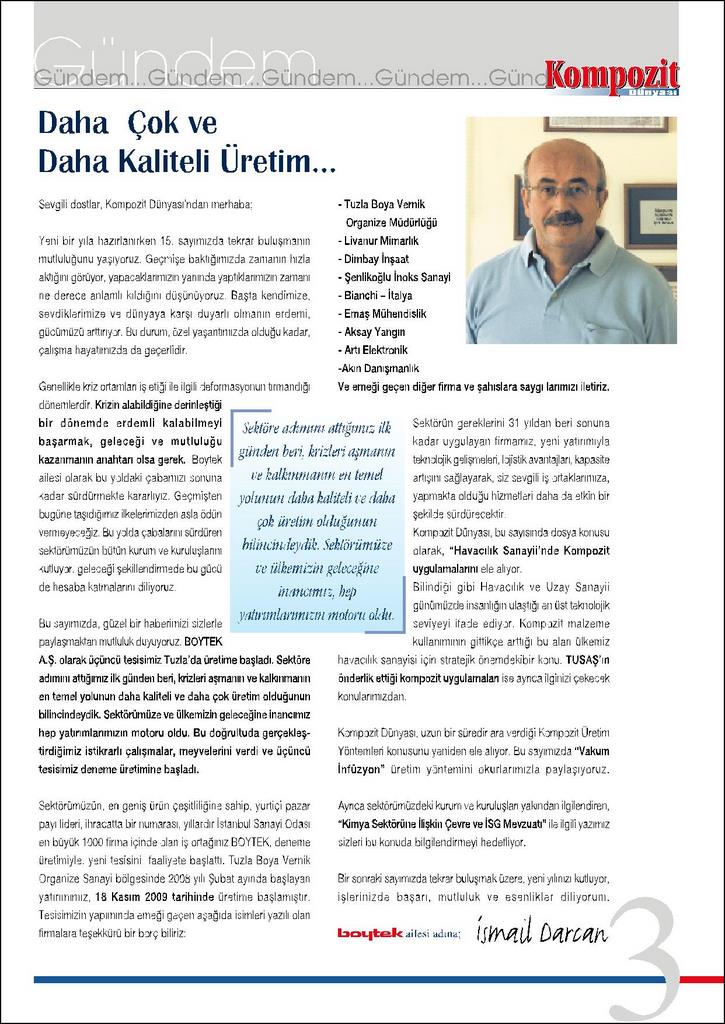 Gündem
Gündem...Gündem...Gündem...Gündem...Günd
Kompozit
Dünyası
Daha Çok ve
Daha Kaliteli Üretim...
Sevgili dostlar, Kompozit Dünyası'ndan merhaba;
Yeni bir yıla hazırlanırken 15. sayımızda tekrar buluşmanın
mutluluğunu yaşıyoruz. Geçmişe baktığımızda zamanın hızla
aktığını görüyor, yapacaklarımızın yanında yaptıklarımızın zamanı
ne derece anlamlı kıldığını düşünüyoruz. Başta kendimize,
sevdiklerimize ve dünyaya karşı duyarlı olmanın erdemi,
gücümüzü arttırıyor. Bu durum, özel yaşantımızda olduğu kadar,
çalışma hayatımızda da geçerlidir.
Genellikle kriz ortamları iş etiği ile ilgili deformasyonun tırmandığı
dönemlerdir. Krizin alabildiğine derinleştiği
bir dönemde erdemli kalabilmeyi
başarmak, geleceği ve mutluluğu
kazanmanın anahtarı olsa gerek. Boytek
ailesi olarak bu yoldaki çabamızı sonuna
kadar sürdürmekte kararlıyız. Geçmişten
bugüne taşıdığımız ilkelerimizden asla ödün
vermeyeceğiz. Bu yolda çabalarını sürdüren
sektörümüzün bütün kurum ve kuruluşlarını
kutluyor, geleceği şekillendirmede bu gücü
de hesaba katmalarını diliyoruz.
Bu sayımızda, güzel bir haberimizi sizlerle
paylaşmaktan mutluluk duyuyoruz. BOYTEK
A.Ş. olarak üçüncü tesisimiz Tuzla'da üretime başladı. Sektöre
adımını attığımız ilk günden beri, krizleri aşmanın ve kalkınmanın
en temel yolunun daha kaliteli ve daha çok üretim olduğunun
bilincindeydik. Sektörümüze ve ülkemizin geleceğine inancımız
hep yatırımlarımızın motoru oldu. Bu doğrultuda gerçekleş-
tirdiğimiz istikrarlı çalışmalar, meyvelerini verdi ve üçüncü
tesisimiz deneme üretimine başladı.
Sektörümüzün, en geniş ürün çeşitliliğine sahip, yurtiçi pazar
payı lideri, ihracatta bir numarası, yıllardır İstanbul Sanayi Odası
en büyük 1000 firma içinde olan iş ortağınız BOYTEK, deneme
üretimiyle, yeni tesisini faaliyete başlattı. Tuzla Boya Vernik
Organize Sanayi bölgesinde 2008 yılı Şubat ayında başlayan
yatırımımız, 18 Kasım 2009 tarihinde üretime başlamıştır.
Tesisimizin yapımında emeği geçen aşağıda isimleri yazılı olan
firmalara teşekkürü bir borç biliriz:
Sektöre adımını attığımız ilk
günden beri, krizleri aşmanın
ve kalkınmanın en temel
yolunun daha kaliteli ve daha
çok üretim olduğunun
bilincindeydik. Sektörümüze
ve ülkemizin geleceğine
inancımız, hep
yatırımlarımızın motoru oldu.
- Tuzla Boya Vernik
Organize Müdürlüğü
- Livanur Mimarlık
- Dimbay İnşaat
- Şenlikoğlu İnoks Sanayi
- Bianchi – İtalya
- Emaş Mühendislik
- Aksay Yangın
- Artı Elektronik
-Akın Danışmanlık
Ve emeği geçen diğer firma ve şahıslara saygılarımızı iletiriz.
Sektörün gereklerini 31 yıldan beri sonuna
kadar uygulayan firmamız, yeni yatırımıyla
teknolojik gelişmeleri, lojistik avantajları, kapasite
artışını sağlayarak, siz sevgili iş ortaklarımıza,
yapmakta olduğu hizmetleri daha da etkin bir
şekilde sürdürecektir.
Kompozit Dünyası, bu sayısında dosya konusu
olarak, "Havacılık Sanayii'nde Kompozit
uygulamalarını ele alıyor.
Bilindiği gibi Havacılık ve Uzay Sanayii
günümüzde insanlığın ulaştığı en üst teknolojik
seviyeyi ifade ediyor. Kompozit malzeme
kullanımının gittikçe arttığı bu alan ülkemiz
havacılık sanayisi için stratejik önemdekibir konu. TUSAŞ'ın
önderlik ettiği kompozit uygulamaları ise ayrıca ilginizi çekecek
konularımızdan.
Kompozit Dünyası, uzun bir süredir ara verdiği Kompozit Üretim
Yöntemleri konusunu yeniden ele alıyor. Bu sayımızda "Vakum
İnfüzyon" üretim yöntemini okurlarımızla paylaşıyoruz.
Ayrıca sektörümüzdeki kurum ve kuruluşları yakından ilgilendiren,
"Kimya Sektörüne İlişkin Çevre ve İSG Mevzuatı" ile ilgili yazımız
sizleri bu konuda bilgilendirmeyi hedefliyor.
Bir sonraki sayımızda tekrar buluşmak üzere, yeni yılınızı kutluyor,
işlerinizde başarı, mutluluk ve esenlikler diliyorum.
boytek ailesi adına; İsmail Darcan
3